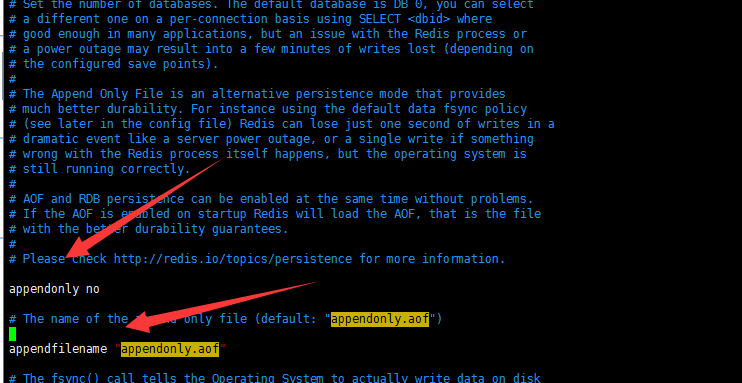 # Set the number of databases. The default database is DB 0, you can select
# a different one on a per-connection basis using SELECT <dbid> where
# good enough in many applications, but an issue with the Redis process or
# a power outage may result into a few minutes of writes lost (depending on
# the configured save points).
#
# The Append Only File is an alternative persistence mode that provides
# much better durability. For instance using the default data fsync policy
# (see later in the config file) Redis can lose just one second of writes in a
# dramatic event like a server power outage, or a single write if something
# wrong with the Redis process itself happens, but the operating system is
# still running correctly.
#
# AOF and RDB persistence can be enabled at the same time without problems.
# If the AOF is enabled on startup Redis will load the AOF, that is the file
# with the better durability guarantees.
#
# Please check http://redis.io/topics/persistence for more information.
appendonly no
# The name of the append only file (default: "appendonly.aof")
appendfilename "appendonly.aof"
# The fsync() call tells the Operating System to actually write data on disk